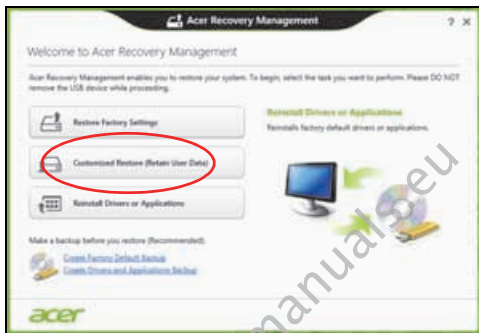 Acer Recovery Management
? ×
Welcome to Acer Recovery Management
Acer Recovery Management enables you to restore your system. To begin, select the task you want to perform. Please DO NOT
remove the USB device while proceeding.
Restore Factory Settings
Reinstall Drivers or Applications
Reinstalls factory default drivers or applications.
Customized Restore (Retain User Data)
Reinstall Drivers or Applications
Make a backup before you restore (Recommended).
Create Factory Default Backup
Create Drivers and Applications Backup
acer
manuals.eu